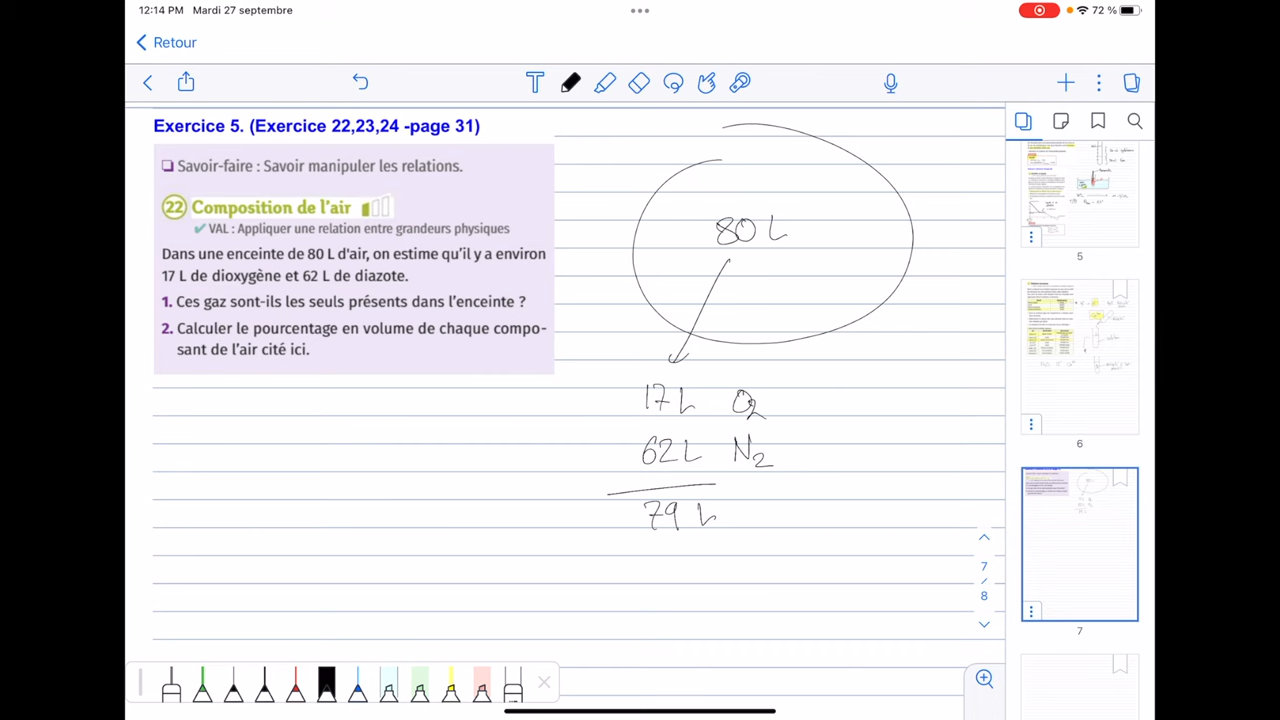 12:14 PM Mardi 27 septembre
72 %
Retour
Exercice 5. (Exercice 22,23,24 -page 31)
Savoir-faire: Savoir manipuler les relations.
22 Composition de l'
VAL : Appliquer une relation entre grandeurs physiques
Dans une enceinte de 80 L d'air, on estime qu'il y a environ
17 L de dioxygène et 62 L de diazote.
1. Ces gaz sont-ils les seuls présents dans l'enceinte ?
2. Calculer le pourcentage en volume de chaque compo-
sant de l'air cité ici.
80 L
17 L O2
62 L N2
79 L
5
6
7
7
/
8